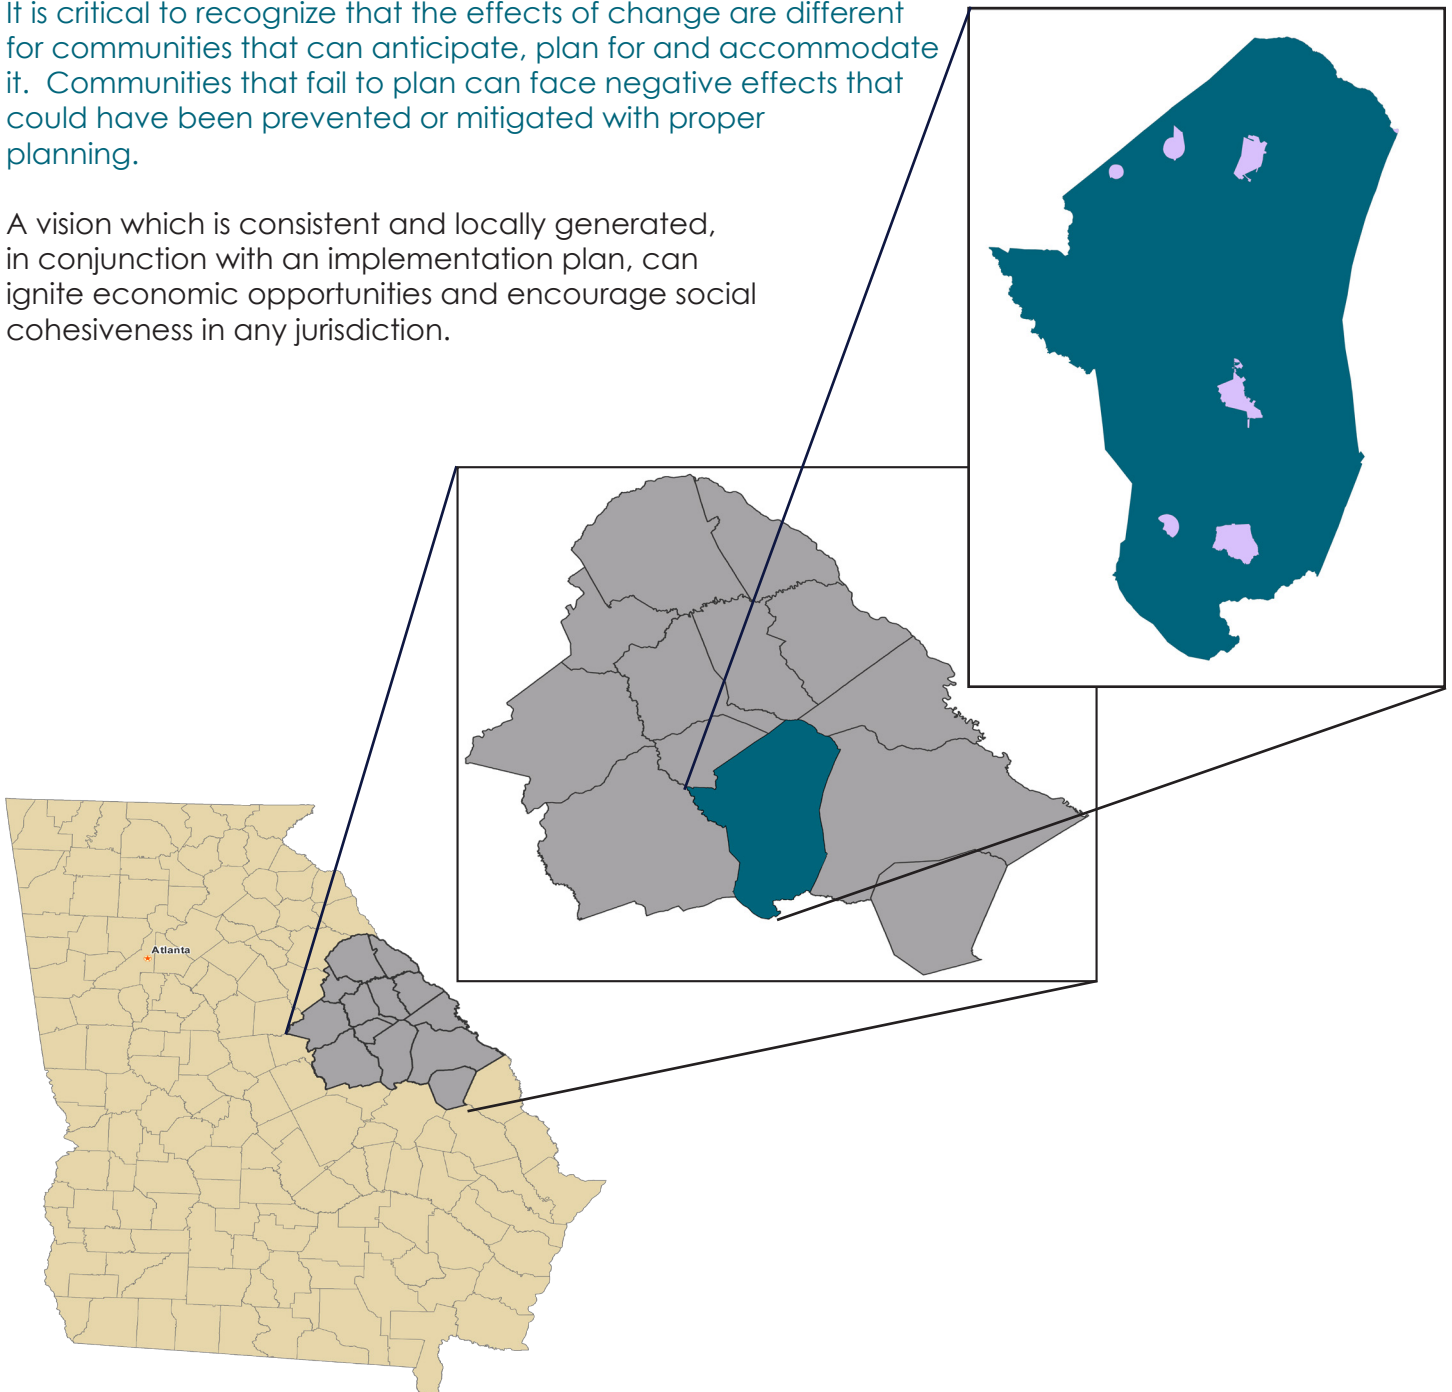 It is critical to recognize that the effects of change are different
for communities that can anticipate, plan for and accommodate
it.  Communities that fail to plan can face negative effects that
could have been prevented or mitigated with proper
planning.
A vision which is consistent and locally generated,
in conjunction with an implementation plan, can
ignite economic opportunities and encourage social
cohesiveness in any jurisdiction.
Atlanta